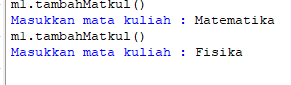 m1.tambahMatkul()
Masukkan mata kuliah : Matematika
m1.tambahMatkul()
Masukkan mata kuliah : Fisika